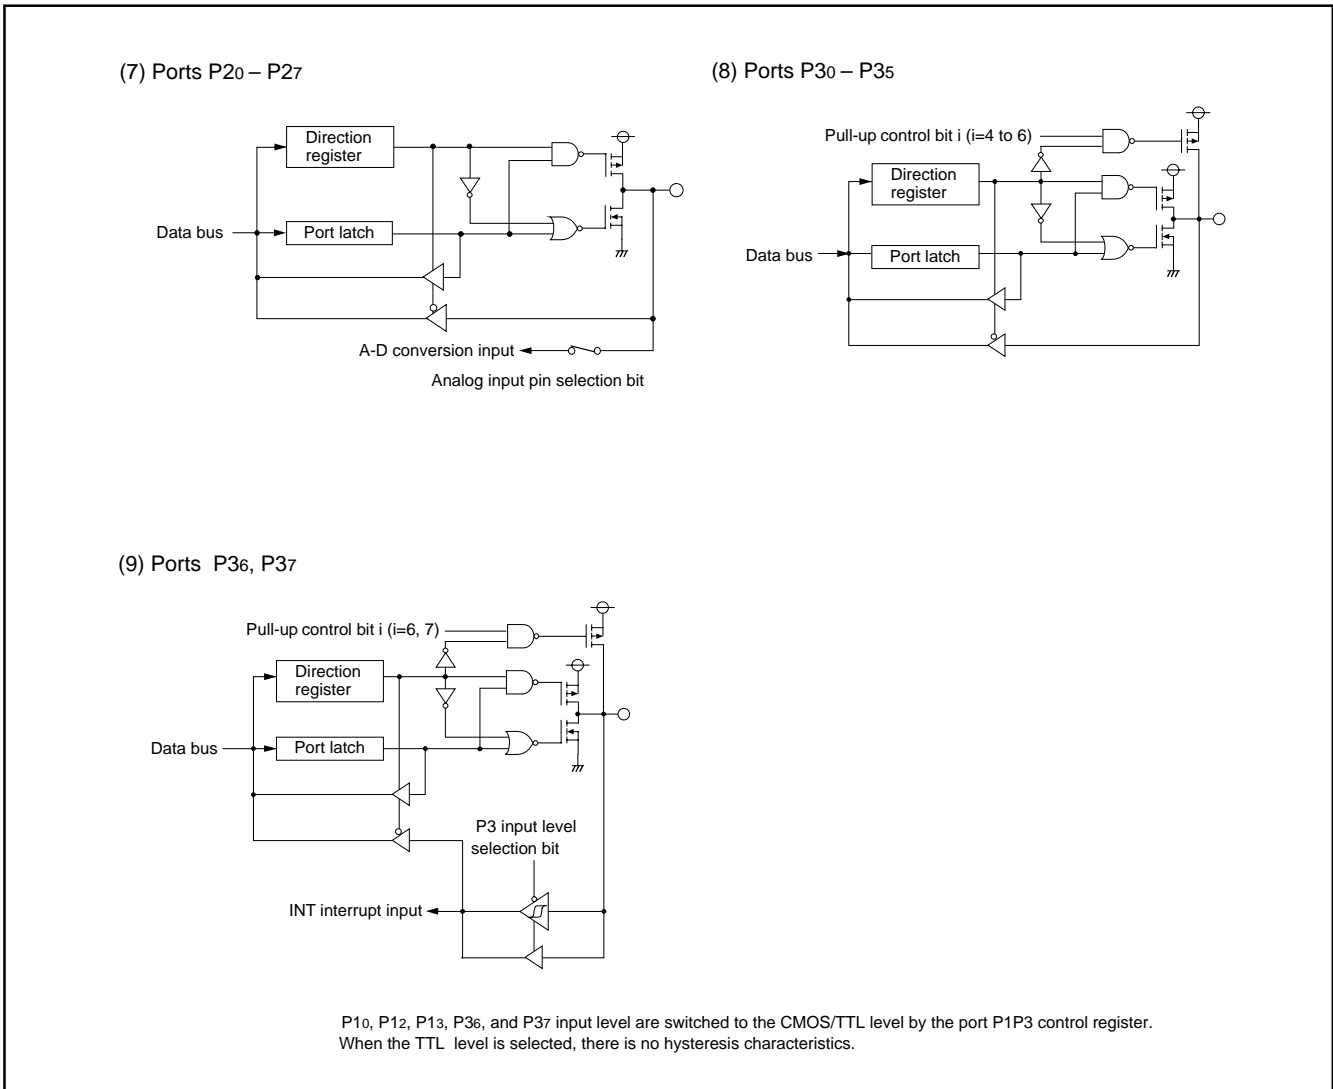 (7) Ports P20 – P27
Direction
register
Data bus
Port latch
A-D conversion input
Analog input pin selection bit
(8) Ports P30 – P35
Pull-up control bit i (i=4 to 6)
Direction
register
Data bus
Port latch
(9) Ports P36, P37
Pull-up control bit i (i=6, 7)
Direction
register
Data bus
Port latch
P3 input level
selection bit
INT interrupt input
P10, P12, P13, P36, and P37 input level are switched to the CMOS/TTL level by the port P1P3 control register.
When the TTL level is selected, there is no hysteresis characteristics.